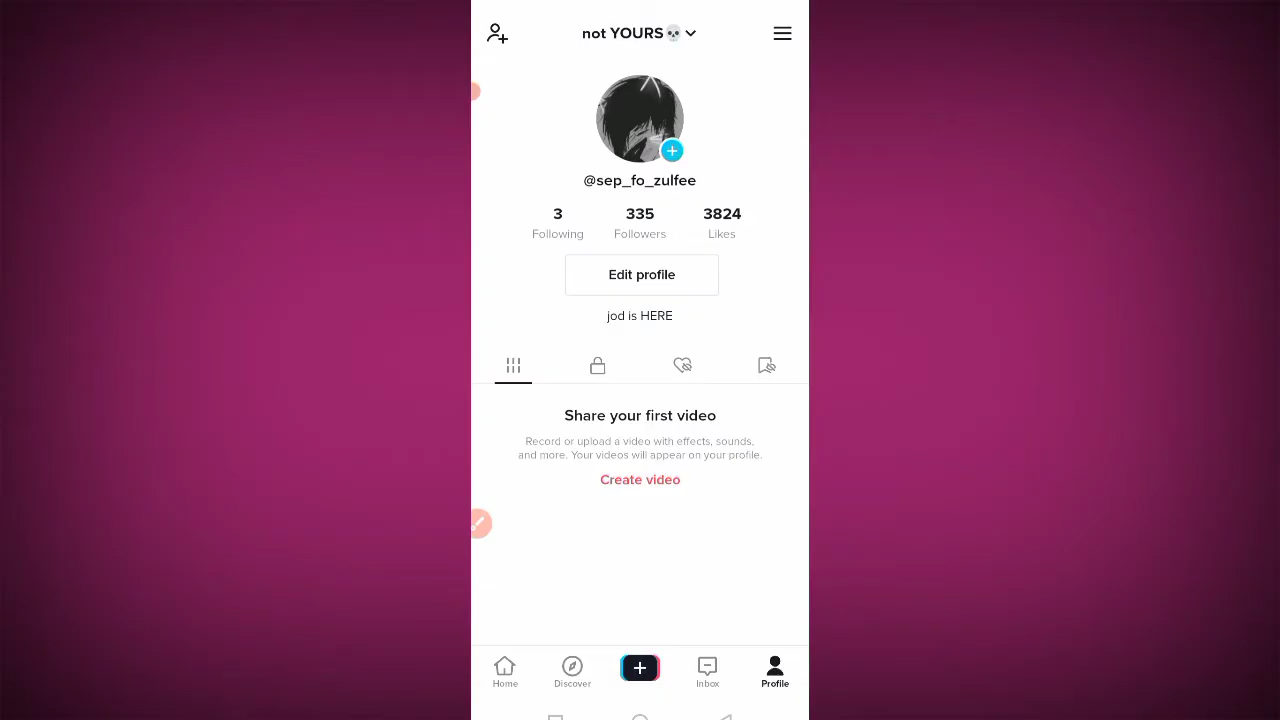 not YOURS💀
@sep_fo_zulfee
3 335 3824
Following Followers Likes
Edit profile
jod is HERE
Share your first video
Record or upload a video with effects, sounds,
and more. Your videos will appear on your profile.
Create video
Home Discover Inbox Profile